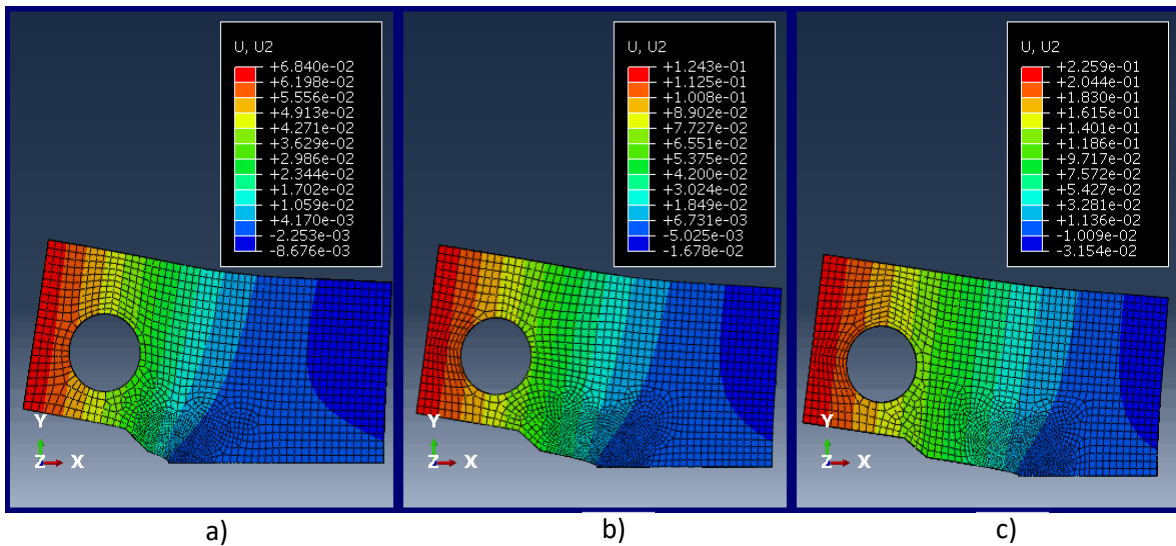 U, U2
+6.840e-02
+6.198e-02
+5.556e-02
+4.913e-02
+4.271e-02
+3.629e-02
+2.986e-02
+2.344e-02
+1.702e-02
+1.059e-02
+4.170e-03
-2.253e-03
-8.676e-03
Y
Z X
a)
U, U2
+1.243e-01
+1.125e-01
+1.008e-01
+8.902e-02
+7.727e-02
+6.551e-02
+5.375e-02
+4.200e-02
+3.024e-02
+1.849e-02
+6.731e-03
-5.025e-03
-1.678e-02
Y
Z X
b)
U, U2
+2.259e-01
+2.044e-01
+1.830e-01
+1.615e-01
+1.401e-01
+1.186e-01
+9.717e-02
+7.572e-02
+5.427e-02
+3.281e-02
+1.136e-02
-1.009e-02
-3.154e-02
Y
Z X
c)